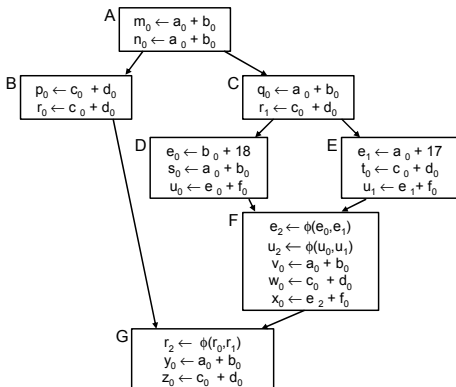 A
m₀ ← a₀ + b₀
n₀ ← a₀ + b₀
B
p₀ ← c₀ + d₀
r₀ ← c₀ + d₀
C
q₀ ← a₀ + b₀
r₁ ← c₀ + d₀
D
e₀ ← b₀ + 18
s₀ ← a₀ + b₀
u₀ ← e₀ + f₀
E
e₁ ← a₀ + 17
t₀ ← c₀ + d₀
u₁ ← e₁ + f₀
F
e₂ ← ϕ(e₀,e₁)
u₂ ← ϕ(u₀,u₁)
v₀ ← a₀ + b₀
w₀ ← c₀ + d₀
x₀ ← e₂ + f₀
G
r₂ ← ϕ(r₀,r₁)
y₀ ← a₀ + b₀
z₀ ← c₀ + d₀